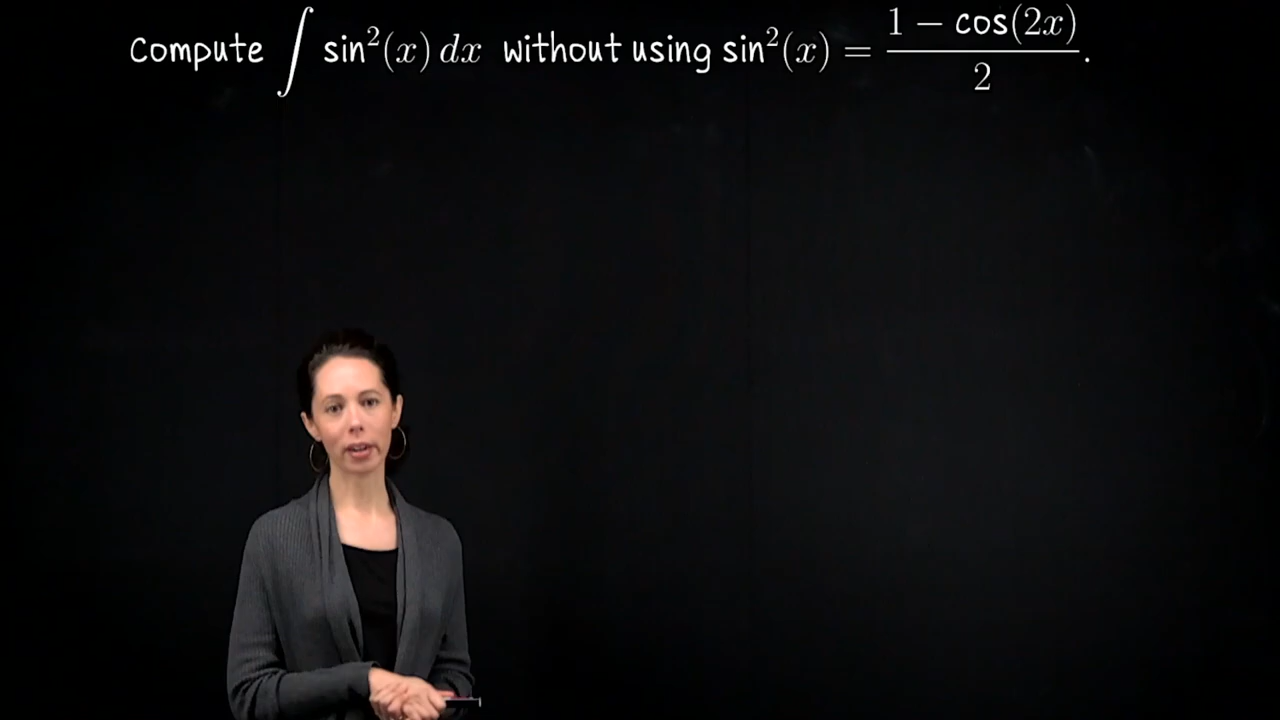 Compute ∫ sin²(x) dx without using sin²(x) = (1 − cos(2x))/2.